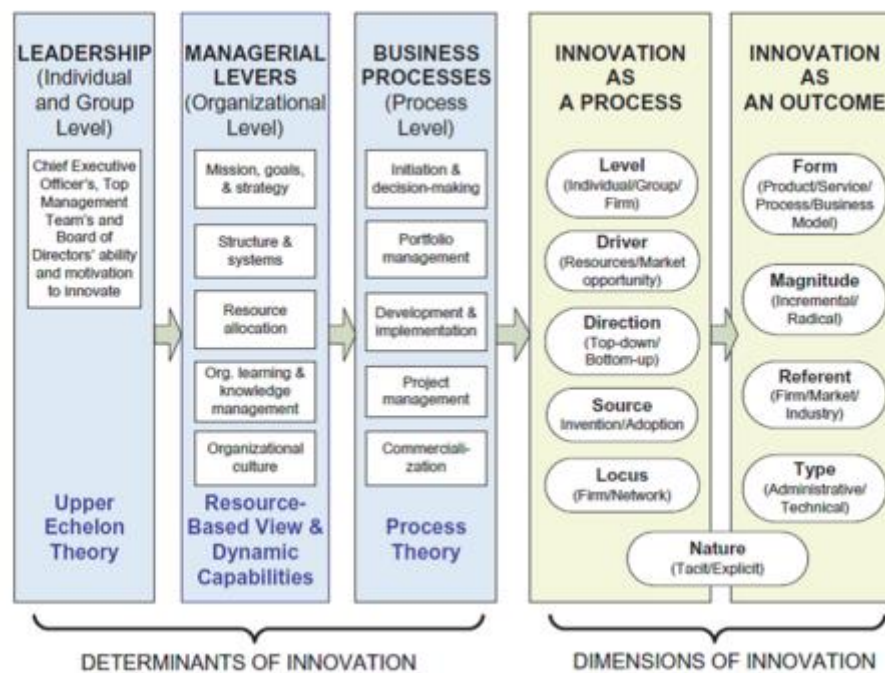 LEADERSHIP
(Individual
and Group
Level)
Chief Executive
Officer's, Top
Management
Team's and
Board of
Directors' ability
and motivation
to innovate
Upper
Echelon
Theory
MANAGERIAL
LEVERS
(Organizational
Level)
Mission, goals,
& strategy
Structure &
systems
Resource
allocation
Org. learning &
knowledge
management
Organizational
culture
Resource-
Based View &
Dynamic
Capabilities
BUSINESS
PROCESSES
(Process
Level)
Initiation &
decision-making
Portfolio
management
Development &
implementation
Project
management
Commerciali-
zation
Process
Theory
INNOVATION
AS
A PROCESS
Level
(Individual/Group/
Firm)
Driver
(Resources/Market
opportunity)
Direction
(Top-down/
Bottom-up)
Source
Invention/Adoption
Locus
(Firm/Network)
INNOVATION
AS
AN OUTCOME
Form
(Product/Service/
Process/Business
Model)
Magnitude
(Incremental/
Radical)
Referent
(Firm/Market/
Industry)
Type
(Administrative/
Technical)
Nature
(Tacit/Explicit)
DETERMINANTS OF INNOVATION
DIMENSIONS OF INNOVATION